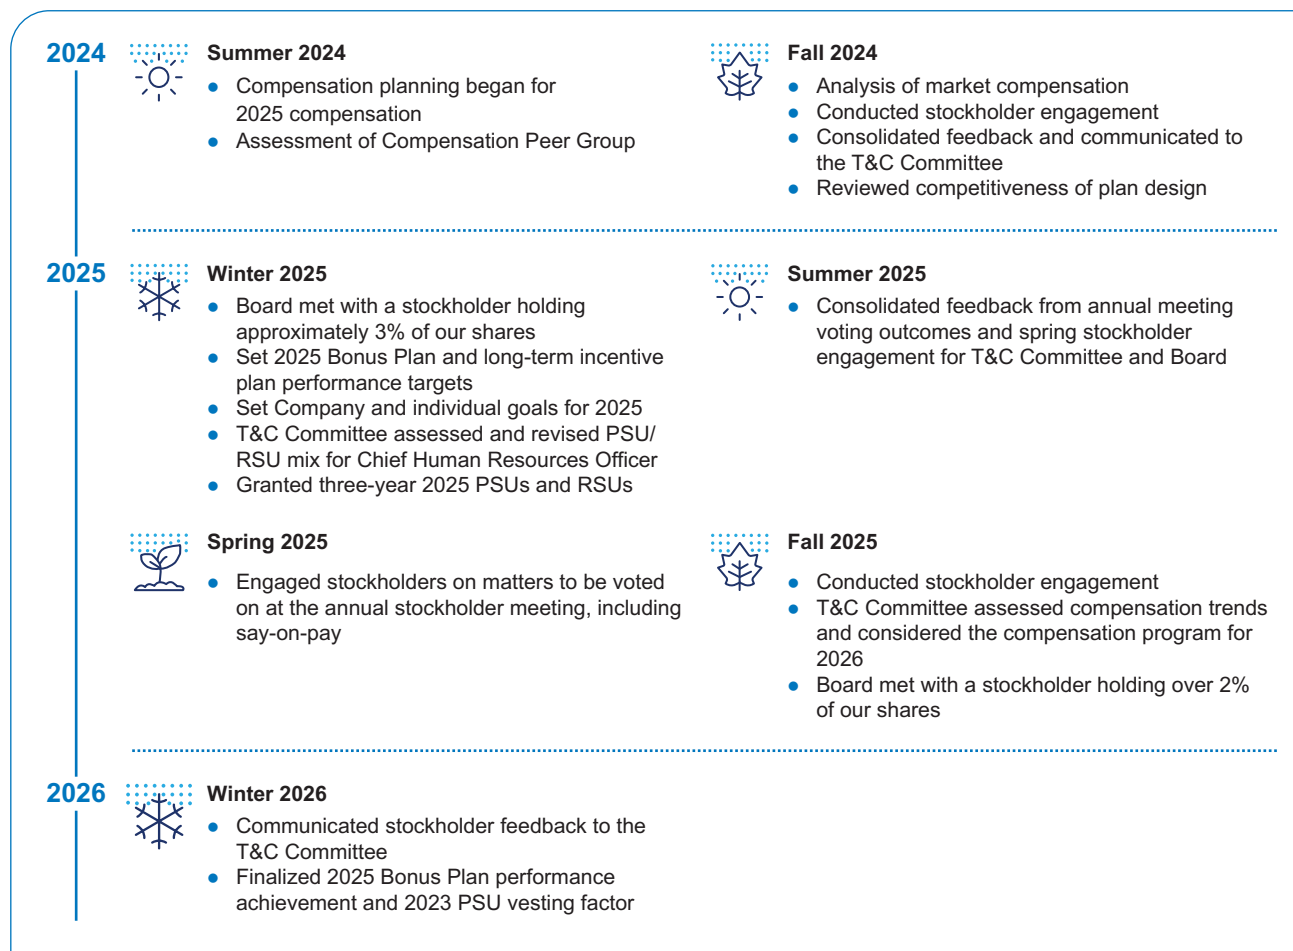 2024
Summer 2024
● Compensation planning began for
2025 compensation
● Assessment of Compensation Peer Group
Fall 2024
● Analysis of market compensation
● Conducted stockholder engagement
● Consolidated feedback and communicated to
the T&C Committee
● Reviewed competitiveness of plan design
2025
Winter 2025
● Board met with a stockholder holding
approximately 3% of our shares
● Set 2025 Bonus Plan and long-term incentive
plan performance targets
● Set Company and individual goals for 2025
● T&C Committee assessed and revised PSU/
RSU mix for Chief Human Resources Officer
● Granted three-year 2025 PSUs and RSUs
Summer 2025
● Consolidated feedback from annual meeting
voting outcomes and spring stockholder
engagement for T&C Committee and Board
Spring 2025
● Engaged stockholders on matters to be voted
on at the annual stockholder meeting, including
say-on-pay
Fall 2025
● Conducted stockholder engagement
● T&C Committee assessed compensation trends
and considered the compensation program for
2026
● Board met with a stockholder holding over 2%
of our shares
2026
Winter 2026
● Communicated stockholder feedback to the
T&C Committee
● Finalized 2025 Bonus Plan performance
achievement and 2023 PSU vesting factor